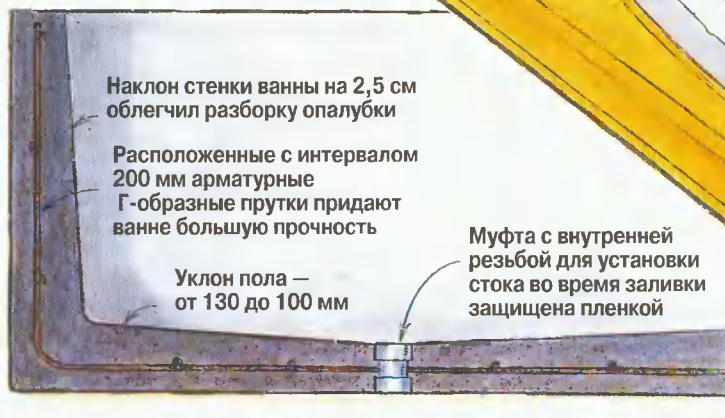 Наклон стенки ванны на 2,5 см
облегчил разборку опалубки
Расположенные с интервалом
200 мм арматурные
Г-образные прутки придают
ванне большую прочность
Уклон пола —
от 130 до 100 мм
Муфта с внутренней
резьбой для установки
стока во время заливки
защищена пленкой